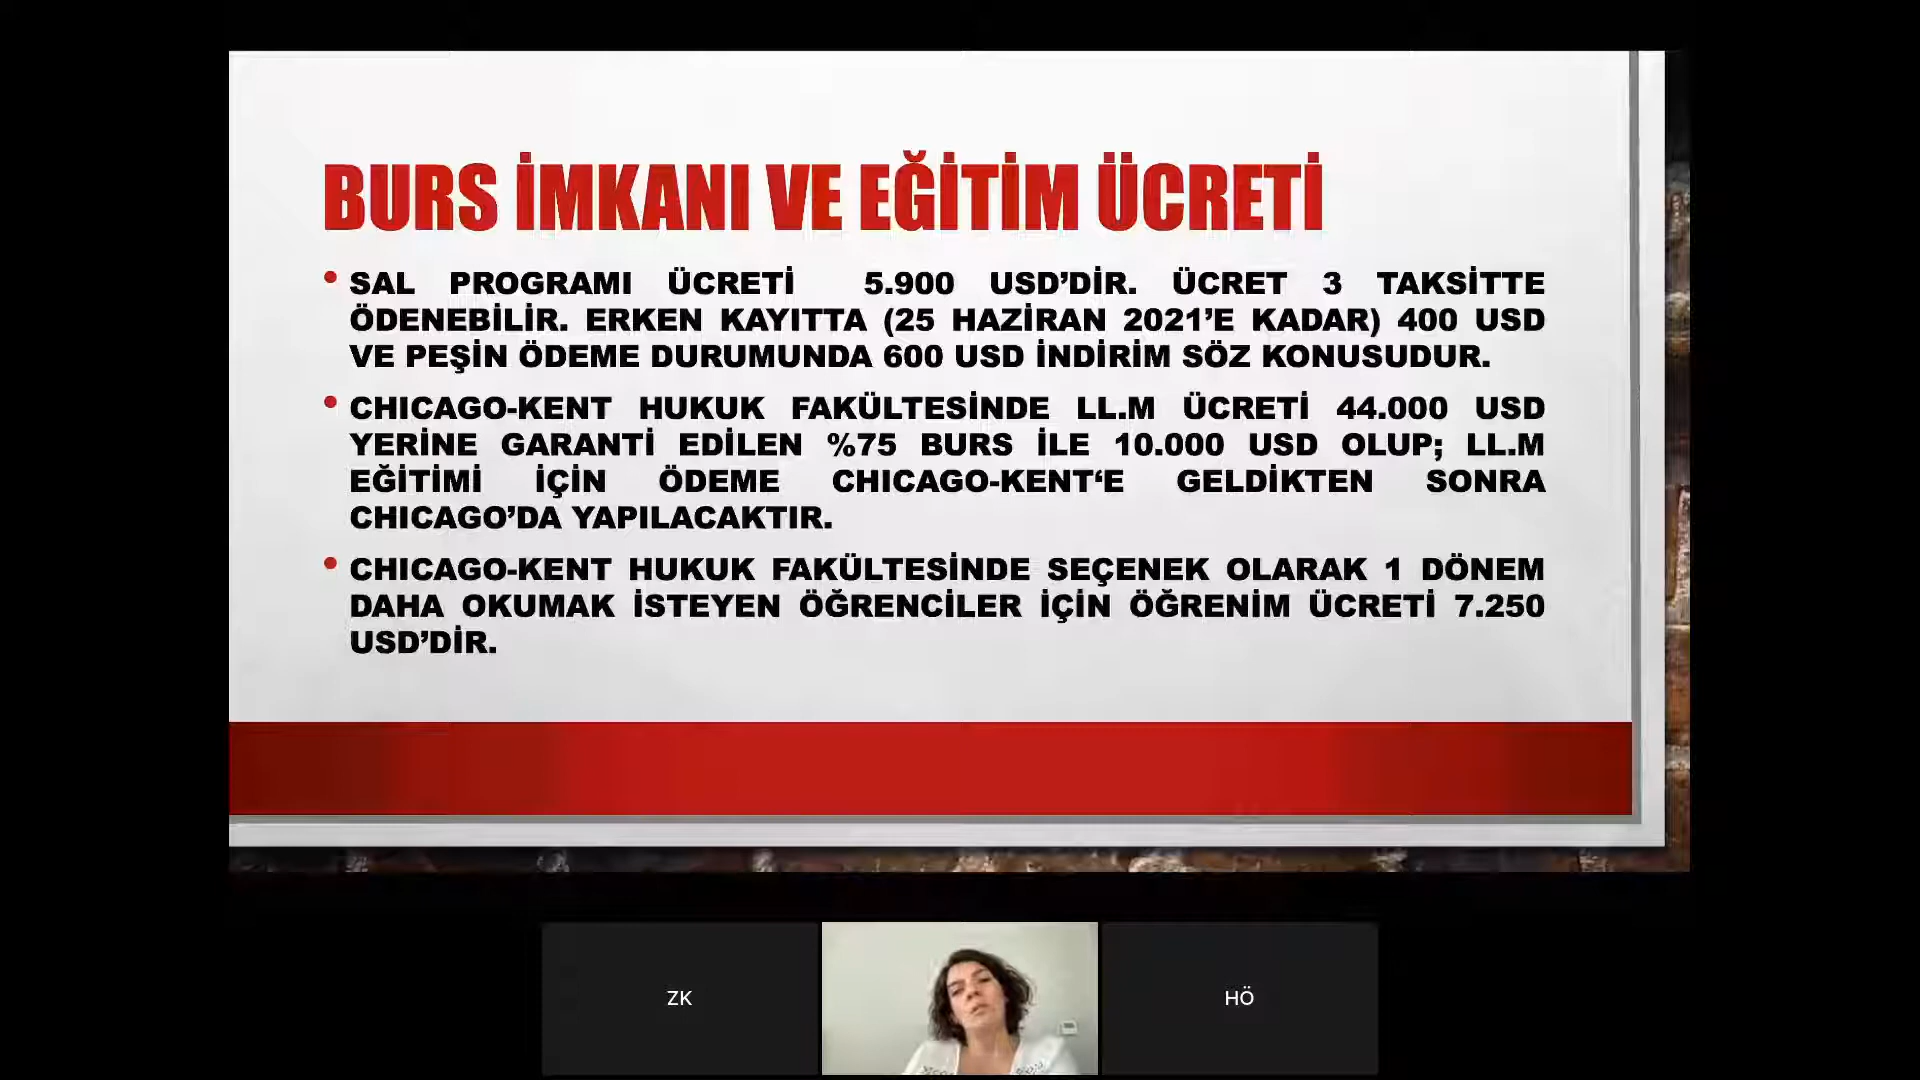 BURS İMKANI VE EĞİTİM ÜCRETİ
• SAL PROGRAMI ÜCRETİ 5.900 USD’DİR. ÜCRET 3 TAKSİTTE
ÖDENEBİLİR. ERKEN KAYITTA (25 HAZİRAN 2021’E KADAR) 400 USD
VE PEŞİN ÖDEME DURUMUNDA 600 USD İNDİRİM SÖZ KONUSUDUR.
• CHICAGO-KENT HUKUK FAKÜLTESİNDE LL.M ÜCRETİ 44.000 USD
YERİNE GARANTİ EDİLEN %75 BURS İLE 10.000 USD OLUP; LL.M
EĞİTİMİ İÇİN ÖDEME CHICAGO-KENT‘E GELDİKTEN SONRA
CHICAGO’DA YAPILACAKTIR.
• CHICAGO-KENT HUKUK FAKÜLTESİNDE SEÇENEK OLARAK 1 DÖNEM
DAHA OKUMAK İSTEYEN ÖĞRENCİLER İÇİN ÖĞRENİM ÜCRETİ 7.250
USD’DİR.
ZK
HÖ